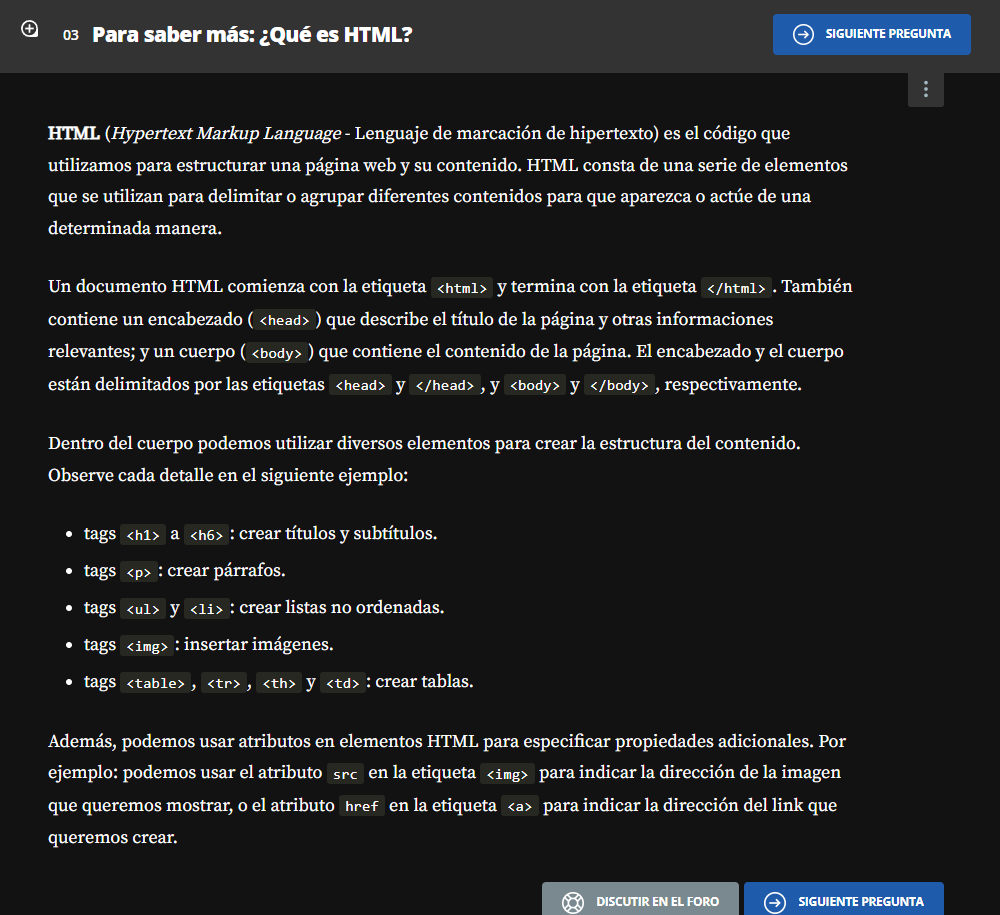 03 Para saber más: ¿Qué es HTML?
SIGUIENTE PREGUNTA
HTML (Hypertext Markup Language - Lenguaje de marcación de hipertexto) es el código que
utilizamos para estructurar una página web y su contenido. HTML consta de una serie de elementos
que se utilizan para delimitar o agrupar diferentes contenidos para que aparezca o actúe de una
determinada manera.
Un documento HTML comienza con la etiqueta <html> y termina con la etiqueta </html>. También
contiene un encabezado (<head>) que describe el título de la página y otras informaciones
relevantes; y un cuerpo (<body>) que contiene el contenido de la página. El encabezado y el cuerpo
están delimitados por las etiquetas <head> y </head>, y <body> y </body>, respectivamente.
Dentro del cuerpo podemos utilizar diversos elementos para crear la estructura del contenido.
Observe cada detalle en el siguiente ejemplo:
• tags <h1> a <h6>: crear títulos y subtítulos.
• tags <p>: crear párrafos.
• tags <ul> y <li>: crear listas no ordenadas.
• tags <img>: insertar imágenes.
• tags <table>, <tr>, <th> y <td>: crear tablas.
Además, podemos usar atributos en elementos HTML para especificar propiedades adicionales. Por
ejemplo: podemos usar el atributo src en la etiqueta <img> para indicar la dirección de la imagen
que queremos mostrar, o el atributo href en la etiqueta <a> para indicar la dirección del link que
queremos crear.
DISCUTIR EN EL FORO
SIGUIENTE PREGUNTA